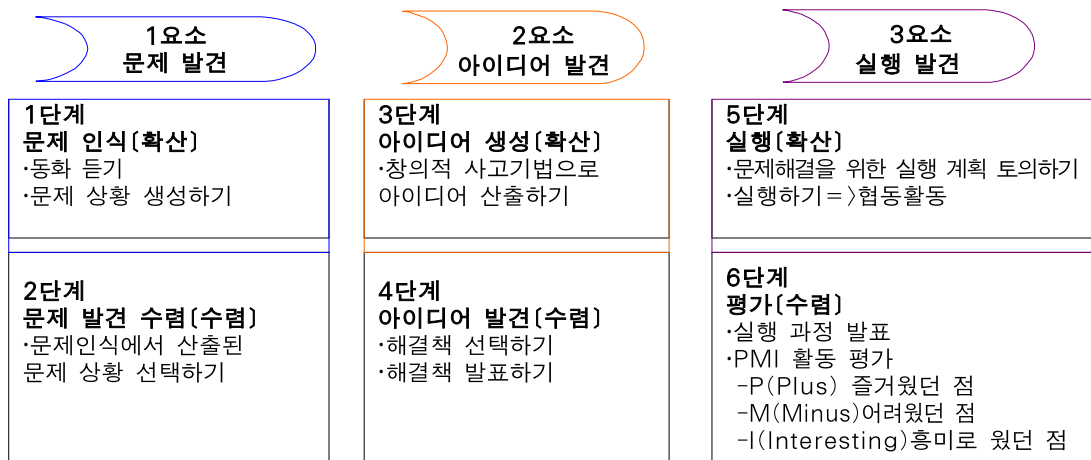 1요소
문제 발견
2요소
아이디어 발견
3요소
실행 발견
1단계
문제 인식(확산)
·동화 듣기
·문제 상황 생성하기
2단계
문제 발견 수렴(수렴)
·문제인식에서 산출된
문제 상황 선택하기
3단계
아이디어 생성(확산)
·창의적 사고기법으로
아이디어 산출하기
4단계
아이디어 발견(수렴)
·해결책 선택하기
·해결책 발표하기
5단계
실행(확산)
·문제해결을 위한 실행 계획 토의하기
·실행하기=〉협동활동
6단계
평가(수렴)
·실행 과정 발표
·PMI 활동 평가
-P(Plus) 즐거웠던 점
-M(Minus)어려웠던 점
-I(Interesting)흥미로 웠던 점